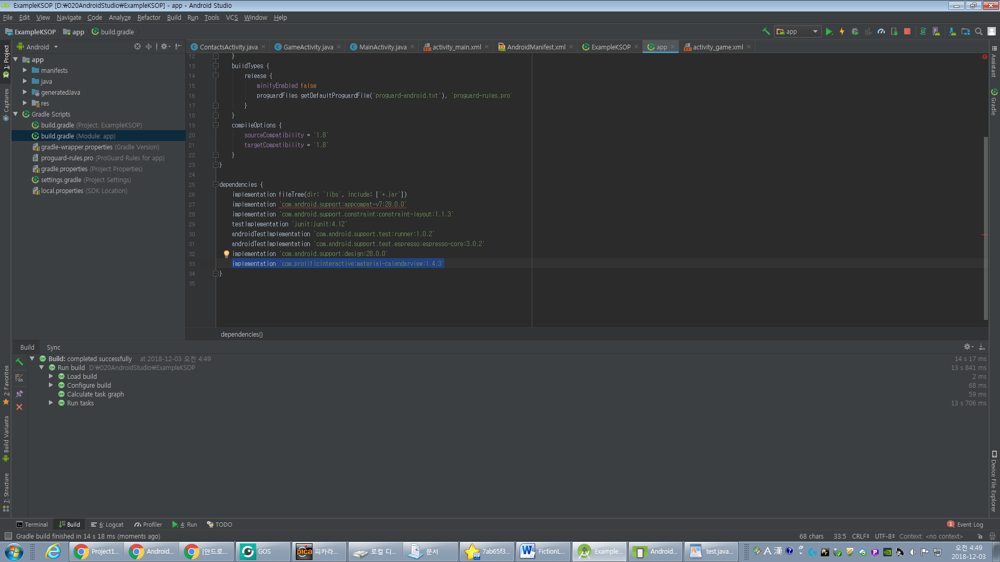 ExampleKSOP [D:₩020AndroidStudio₩ExampleKSOP] - app - Android Studio
File Edit View Navigate Code Analyze Refactor Build Run Tools VCS Window Help
ExampleKSOP app build.gradle app
Android ContactsActivity.java GameActivity.java MainActivity.java activity_main.xml AndroidManifest.xml ExampleKSOP app activity_game.xml
1: Project
Captures
2: Favorites
Build Variants
7: Structure
Assistant
Gradle
Device File Explorer
app
manifests
java
generatedJava
res
Gradle Scripts
build.gradle (Project: ExampleKSOP)
build.gradle (Module: app)
gradle-wrapper.properties (Gradle Version)
proguard-rules.pro (ProGuard Rules for app)
gradle.properties (Project Properties)
settings.gradle (Project Settings)
local.properties (SDK Location)
12 }
13 buildTypes {
14 release {
15 minifyEnabled false
16 proguardFiles getDefaultProguardFile('proguard-android.txt'), 'proguard-rules.pro'
17 }
18 }
19 compileOptions {
20 sourceCompatibility = '1.8'
21 targetCompatibility = '1.8'
22 }
23 }
24
25 dependencies {
26 implementation fileTree(dir: 'libs', include: ['*.jar'])
27 implementation 'com.android.support:appcompat-v7:28.0.0'
28 implementation 'com.android.support.constraint:constraint-layout:1.1.3'
29 testImplementation 'junit:junit:4.12'
30 androidTestImplementation 'com.android.support.test:runner:1.0.2'
31 androidTestImplementation 'com.android.support.test.espresso:espresso-core:3.0.2'
32 implementation 'com.android.support:design:28.0.0'
33 implementation 'com.prolificinteractive:material-calendarview:1.4.3'
34 }
35
dependencies{}
Build Sync
Build: completed successfully at 2018-12-03 오전 4:49 14 s 17 ms
Run build D:₩020AndroidStudio₩ExampleKSOP 13 s 841 ms
Load build 2 ms
Configure build 68 ms
Calculate task graph 59 ms
Run tasks 13 s 706 ms
Terminal Build 6: Logcat Profiler 4: Run TODO 1 Event Log
Gradle build finished in 14 s 18 ms (moments ago) 68 chars 33:5 CRLF UTF-8 Context: <no context>
Project1... Android... [안드로... GOS pica 피카라... 로컬 디... 문서 7ab65f3... FictionL... Example... Android... test.java... A 漢 오전 4:49
2018-12-03